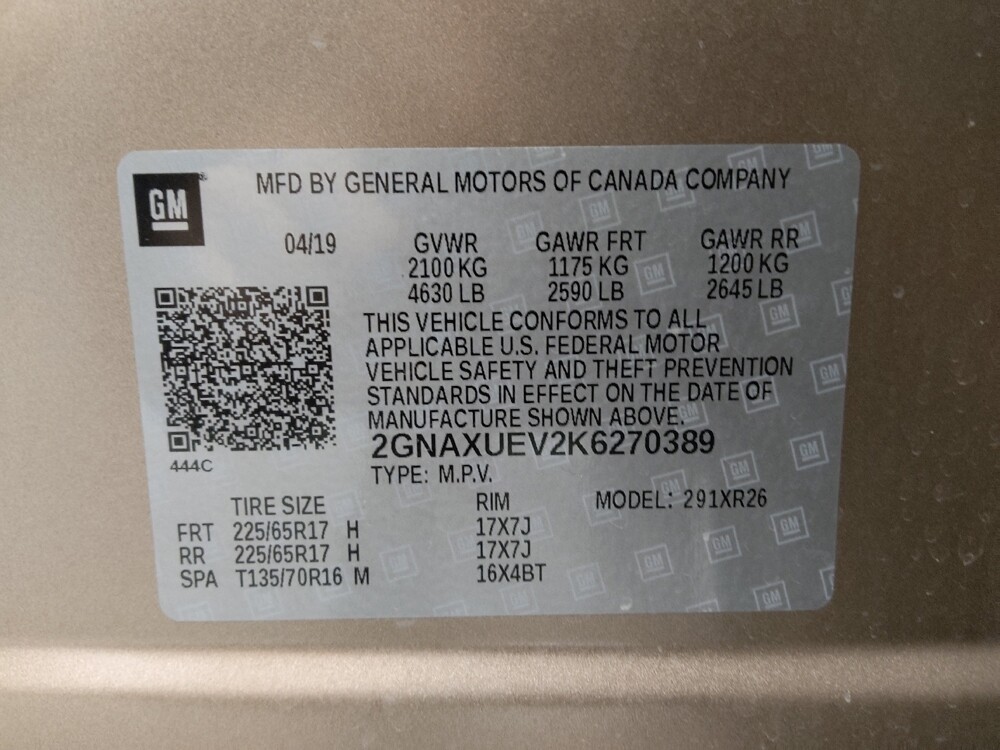 GM
MFD BY GENERAL MOTORS OF CANADA COMPANY
04/19 GVWR GAWR FRT GAWR RR
2100 KG 1175 KG 1200 KG
4630 LB 2590 LB 2645 LB
THIS VEHICLE CONFORMS TO ALL
APPLICABLE U.S. FEDERAL MOTOR
VEHICLE SAFETY AND THEFT PREVENTION
STANDARDS IN EFFECT ON THE DATE OF
MANUFACTURE SHOWN ABOVE.
2GNAXUEV2K6270389
444C
TYPE: M.P.V.
TIRE SIZE RIM MODEL: 291XR26
FRT 225/65R17 H 17X7J
RR 225/65R17 H 17X7J
SPA T135/70R16 M 16X4BT